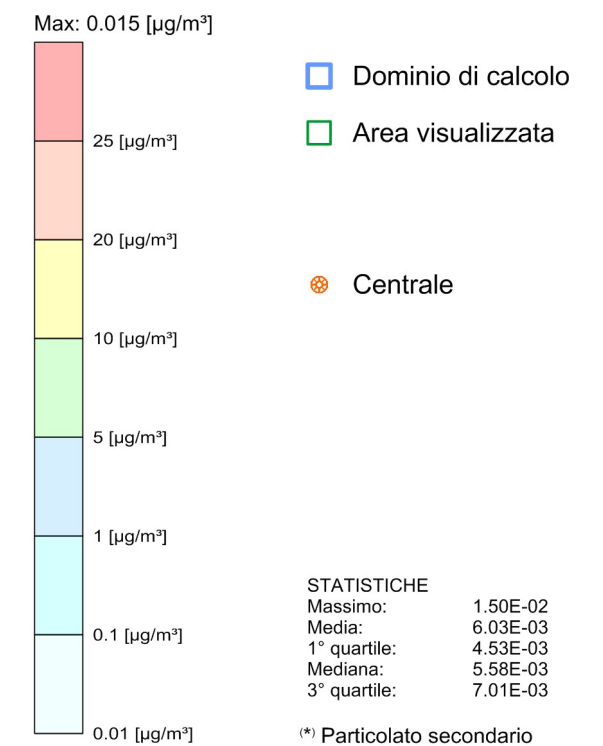 Max: 0.015 [µg/m³]
25 [µg/m³]
20 [µg/m³]
10 [µg/m³]
5 [µg/m³]
1 [µg/m³]
0.1 [µg/m³]
0.01 [µg/m³]
Dominio di calcolo
Area visualizzata
Centrale
STATISTICHE
Massimo: 1.50E-02
Media: 6.03E-03
1° quartile: 4.53E-03
Mediana: 5.58E-03
3° quartile: 7.01E-03
(*) Particolato secondario